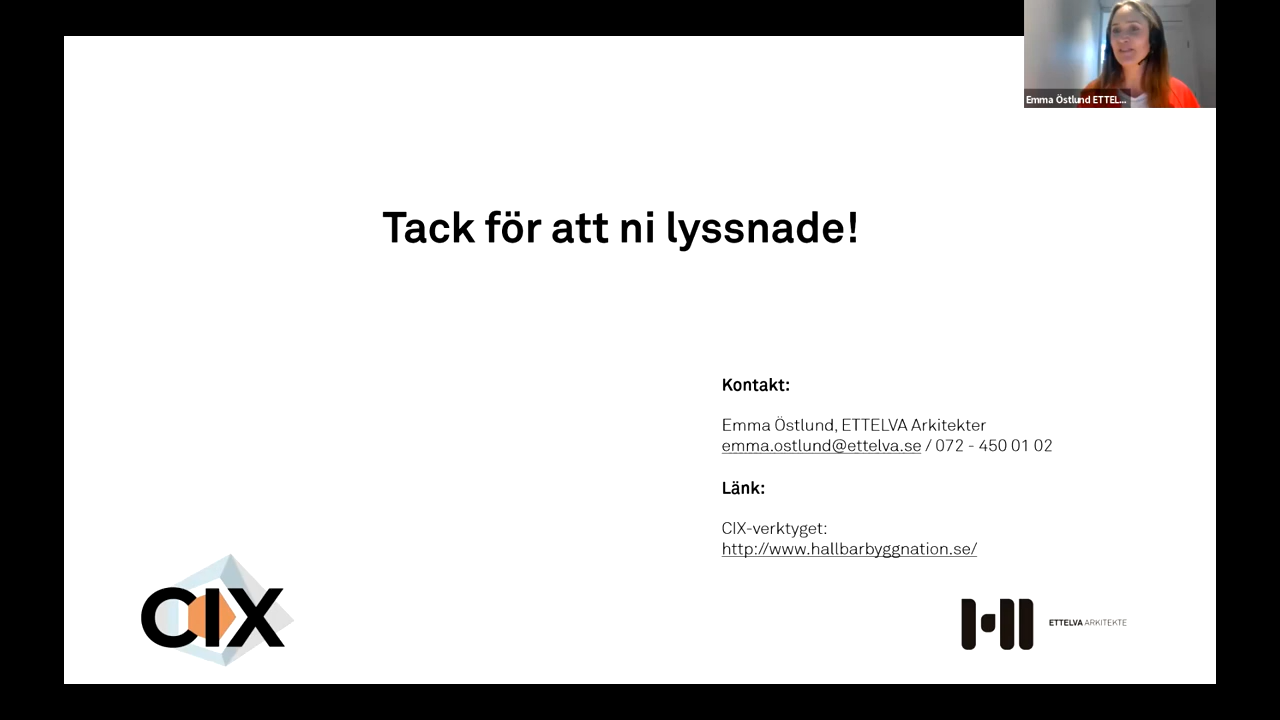 Emma Östlund ETTEL...
Tack för att ni lyssnade!
Kontakt:
Emma Östlund, ETTELVA Arkitekter
emma.ostlund@ettelva.se / 072 - 450 01 02
Länk:
CIX-verktyget:
http://www.hallbarbyggnation.se/
CIX
ETTELVA ARKITEKTE